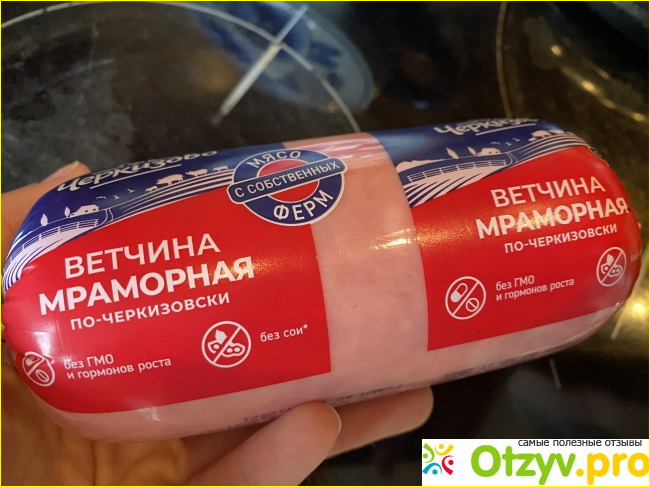 Черкизово
МЯСО
С СОБСТВЕННЫХ
ФЕРМ
ВЕТЧИНА
МРАМОРНАЯ
ПО-ЧЕРКИЗОВСКИ
без ГМО
и гормонов роста
без сои*
Черкизово
ВЕТЧИНА
МРАМОРНАЯ
ПО-ЧЕРКИЗОВСКИ
без ГМО
и гормонов роста
самые полезные отзывы
Otzyv.pro